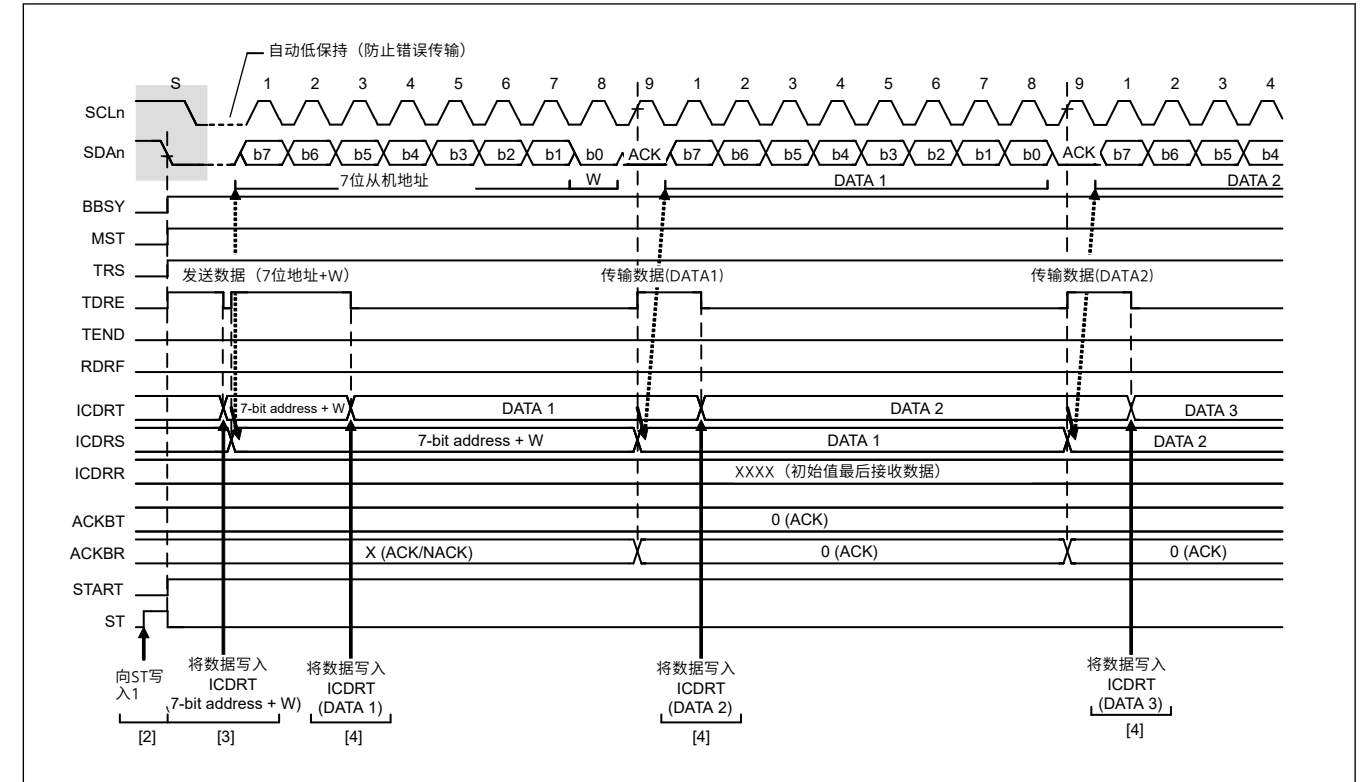 自动低保持（防止错误传输）
S 1 2 3 4 5 6 7 8 9 1 2 3 4 5 6 7 8 9 1 2 3 4
SCLn
SDAn b7 b6 b5 b4 b3 b2 b1 b0 ACK b7 b6 b5 b4 b3 b2 b1 b0 ACK b7 b6 b5 b4
7位从机地址 W DATA 1 DATA 2
BBSY
MST
TRS
发送数据（7位地址+W） 传输数据(DATA1) 传输数据(DATA2)
TDRE
TEND
RDRF
ICDRT 7-bit address + W DATA 1 DATA 2 DATA 3
ICDRS 7-bit address + W DATA 1 DATA 2
ICDRR XXXX（初始值最后接收数据）
ACKBT 0 (ACK)
ACKBR X (ACK/NACK) 0 (ACK) 0 (ACK)
START
ST
向ST写
入1
[2]
将数据写入
ICDRT
7-bit address + W)
[3]
将数据写入
ICDRT
(DATA 1)
[4]
将数据写入
ICDRT
(DATA 2)
[4]
将数据写入
ICDRT
(DATA 3)
[4]